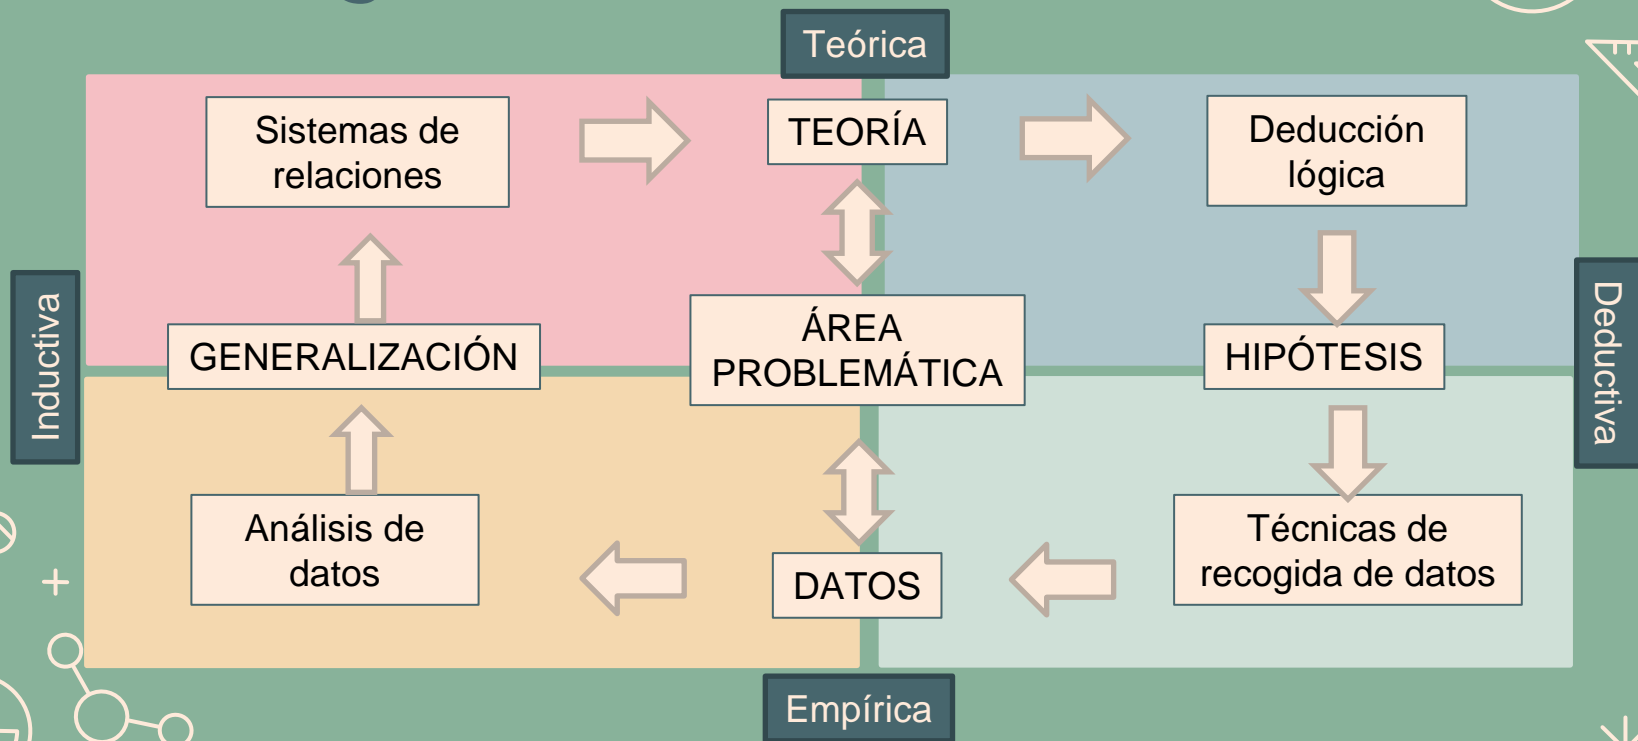 Teórica
Sistemas de
relaciones
TEORÍA
Deducción
lógica
Inductiva
GENERALIZACIÓN
ÁREA
PROBLEMÁTICA
HIPÓTESIS
Deductiva
Análisis de
datos
DATOS
Técnicas de
recogida de datos
Empírica